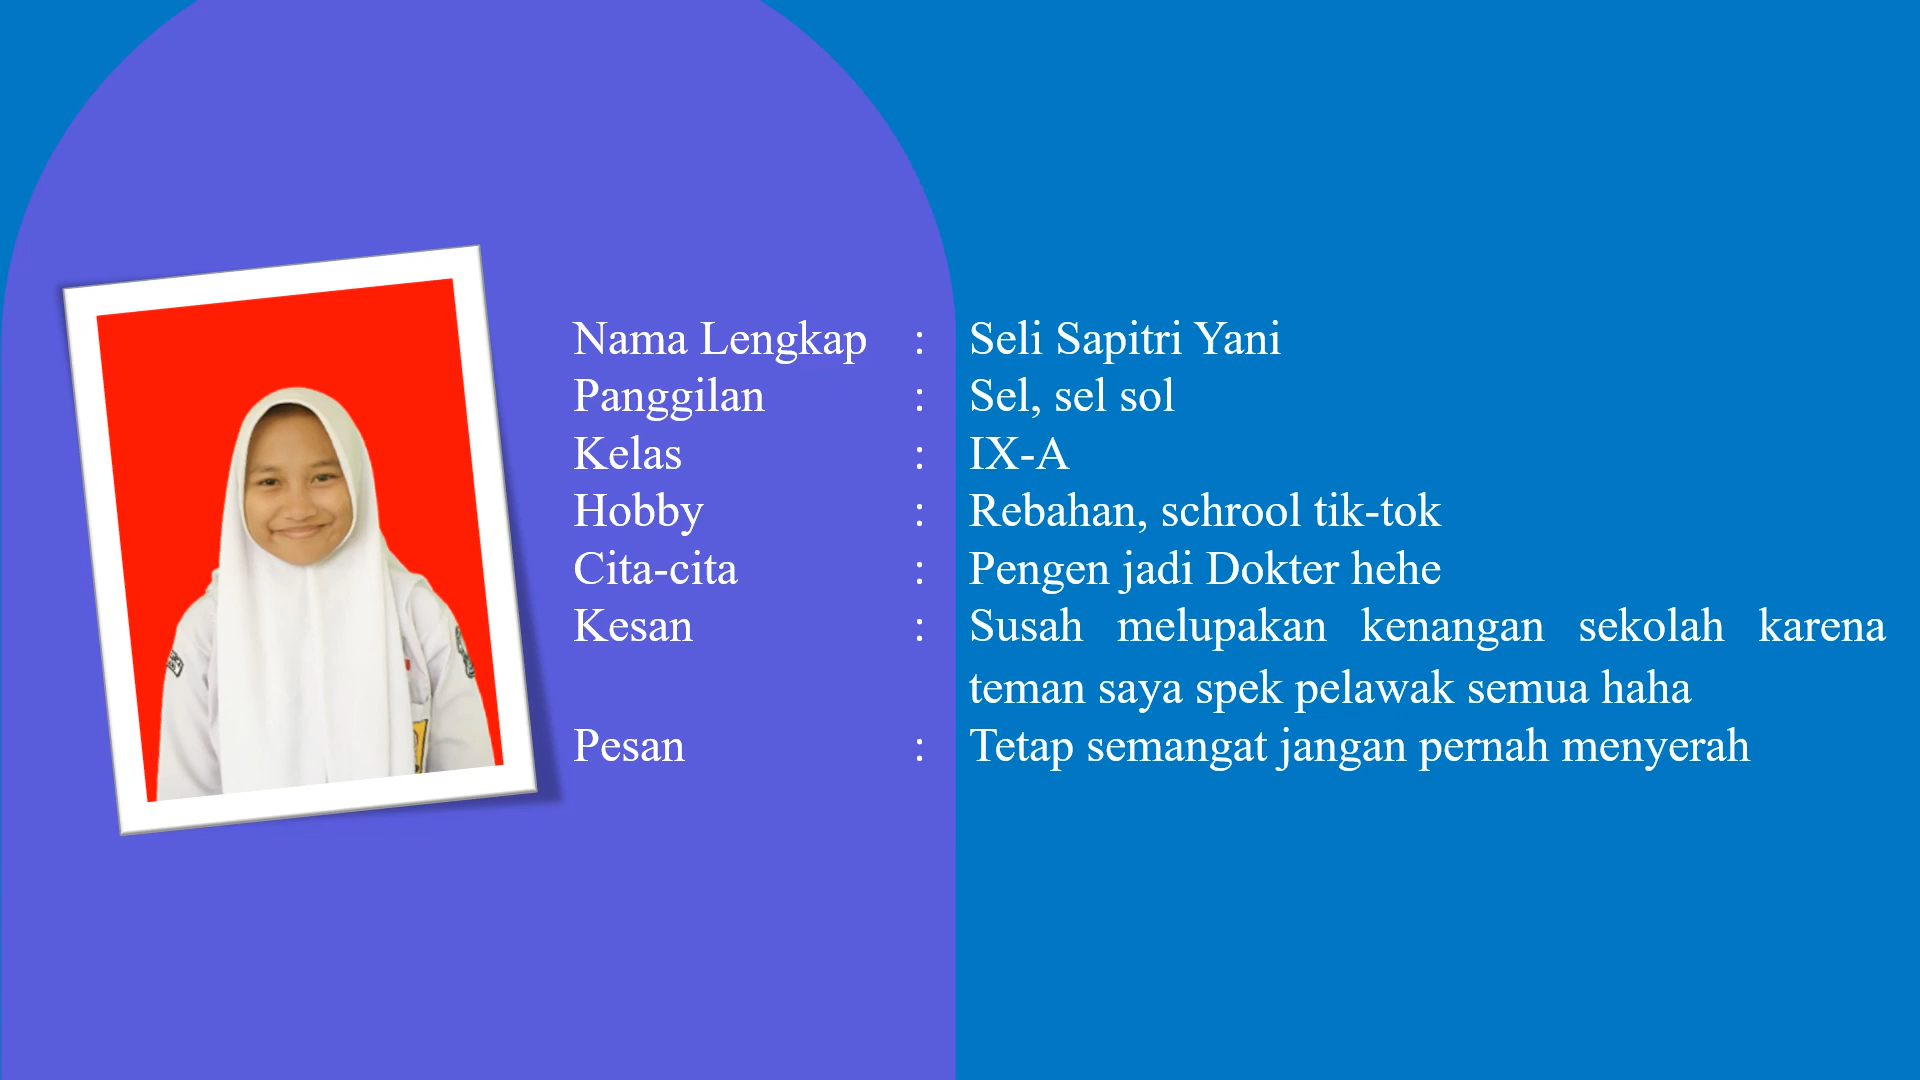 Nama Lengkap : Seli Sapitri Yani
Panggilan : Sel, sel sol
Kelas : IX-A
Hobby : Rebahan, schrool tik-tok
Cita-cita : Pengen jadi Dokter hehe
Kesan : Susah melupakan kenangan sekolah karena
teman saya spek pelawak semua haha
Pesan : Tetap semangat jangan pernah menyerah